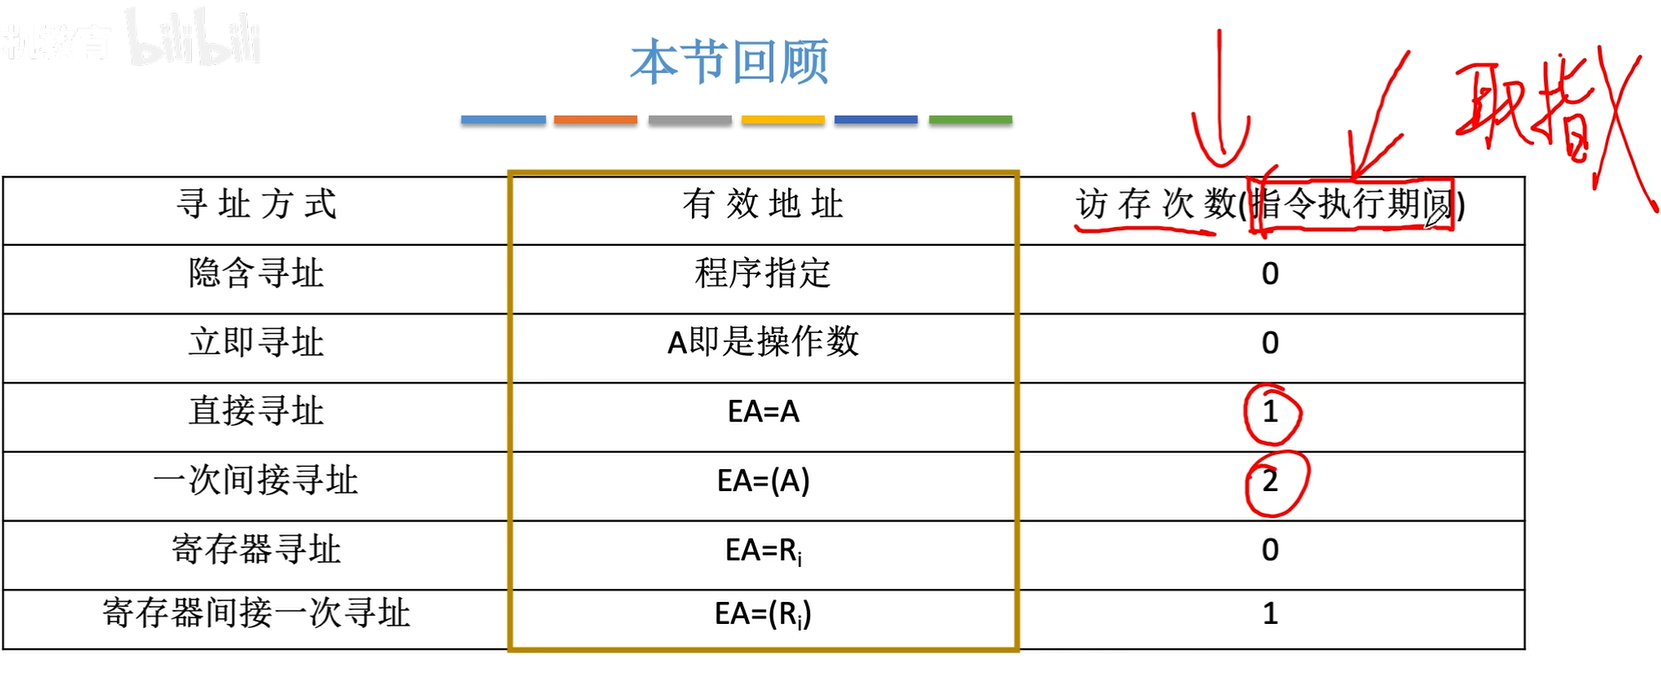 机教育 bilibili
本节回顾
取指
寻址方式 有效地址 访存次数(指令执行期间)
隐含寻址 程序指定 0
立即寻址 A即是操作数 0
直接寻址 EA=A 1
一次间接寻址 EA=(A) 2
寄存器寻址 EA=Ri 0
寄存器间接一次寻址 EA=(Ri) 1